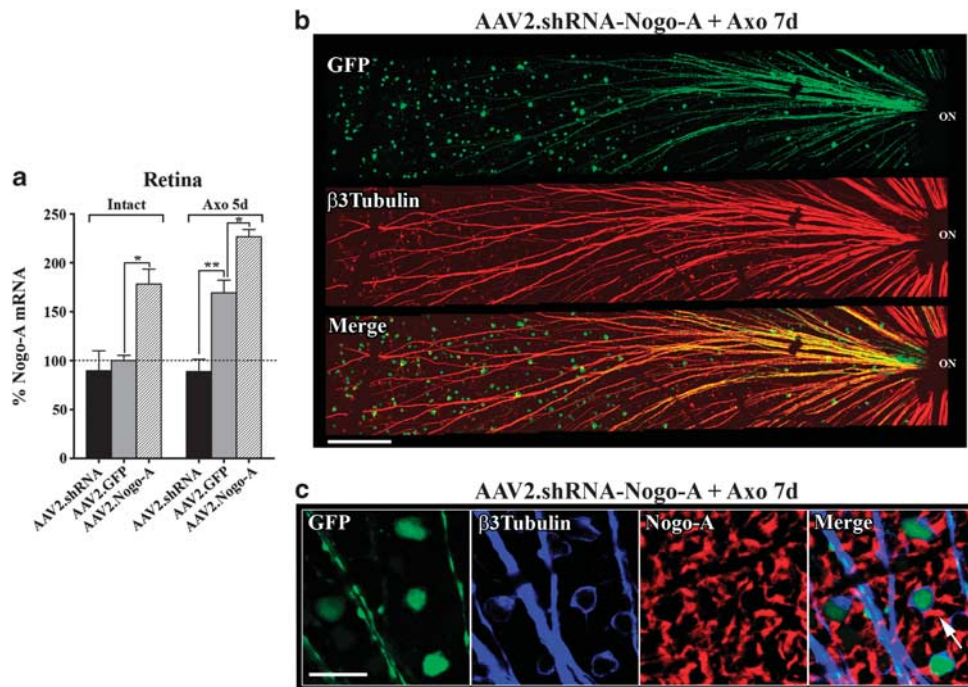 a
Retina
Intact
Axo 5d
*
**
*
% Nogo-A mRNA
250
200
150
100
50
0
AAV2.shRNA
AAV2.GFP
AAV2.Nogo-A
AAV2.shRNA
AAV2.GFP
AAV2.Nogo-A
b
AAV2.shRNA-Nogo-A + Axo 7d
GFP
ON
β3Tubulin
ON
Merge
ON
c
AAV2.shRNA-Nogo-A + Axo 7d
GFP
β3Tubulin
Nogo-A
Merge